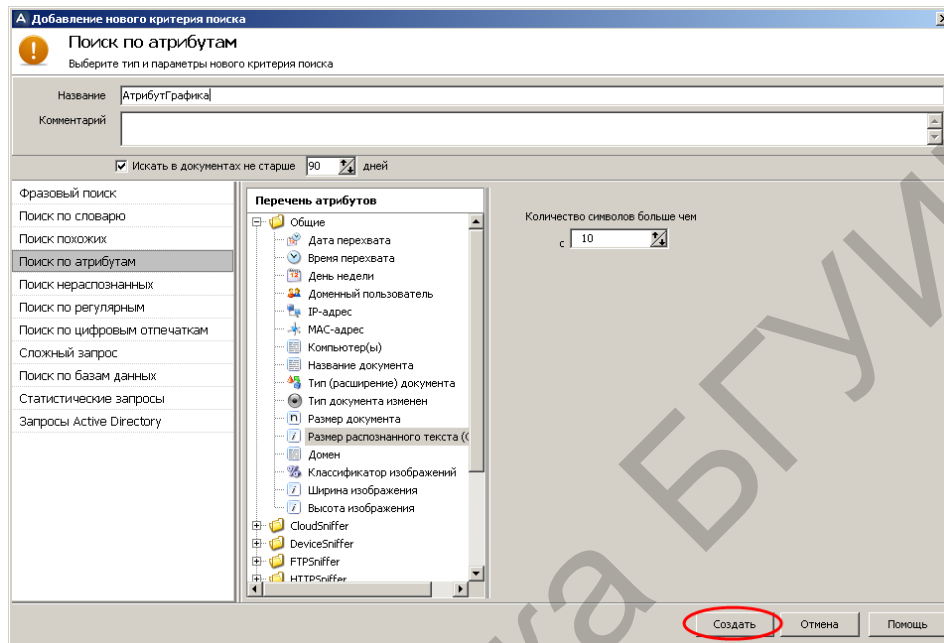 Добавление нового критерия поиска
Поиск по атрибутам
Выберите тип и параметры нового критерия поиска
Название АтрибутГрафика
Комментарий
Искать в документах не старше 90 дней
Фразовый поиск
Поиск по словарю
Поиск похожих
Поиск по атрибутам
Поиск нераспознанных
Поиск по регулярным
Поиск по цифровым отпечаткам
Сложный запрос
Поиск по базам данных
Статистические запросы
Запросы Active Directory
Перечень атрибутов
Общие
Дата перехвата
Время перехвата
День недели
Доменный пользователь
IP-адрес
MAC-адрес
Компьютер(ы)
Название документа
Тип (расширение) документа
Тип документа изменен
Размер документа
Размер распознанного текста (
Домен
Классификатор изображений
Ширина изображения
Высота изображения
CloudSniffer
DeviceSniffer
FTPSniffer
HTTPSniffer
Количество символов больше чем
с 10
Создать Отмена Помощь
ка БГУИ